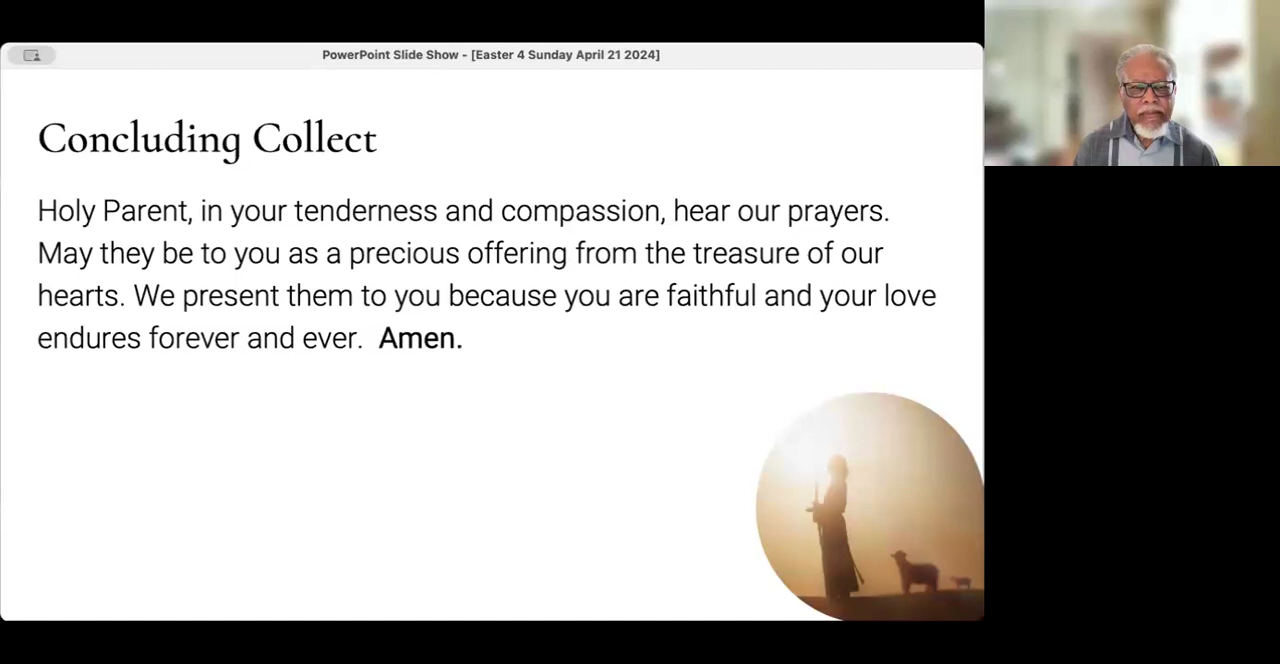 PowerPoint Slide Show - [Easter 4 Sunday April 21 2024]
Concluding Collect
Holy Parent, in your tenderness and compassion, hear our prayers.
May they be to you as a precious offering from the treasure of our
hearts. We present them to you because you are faithful and your love
endures forever and ever. Amen.